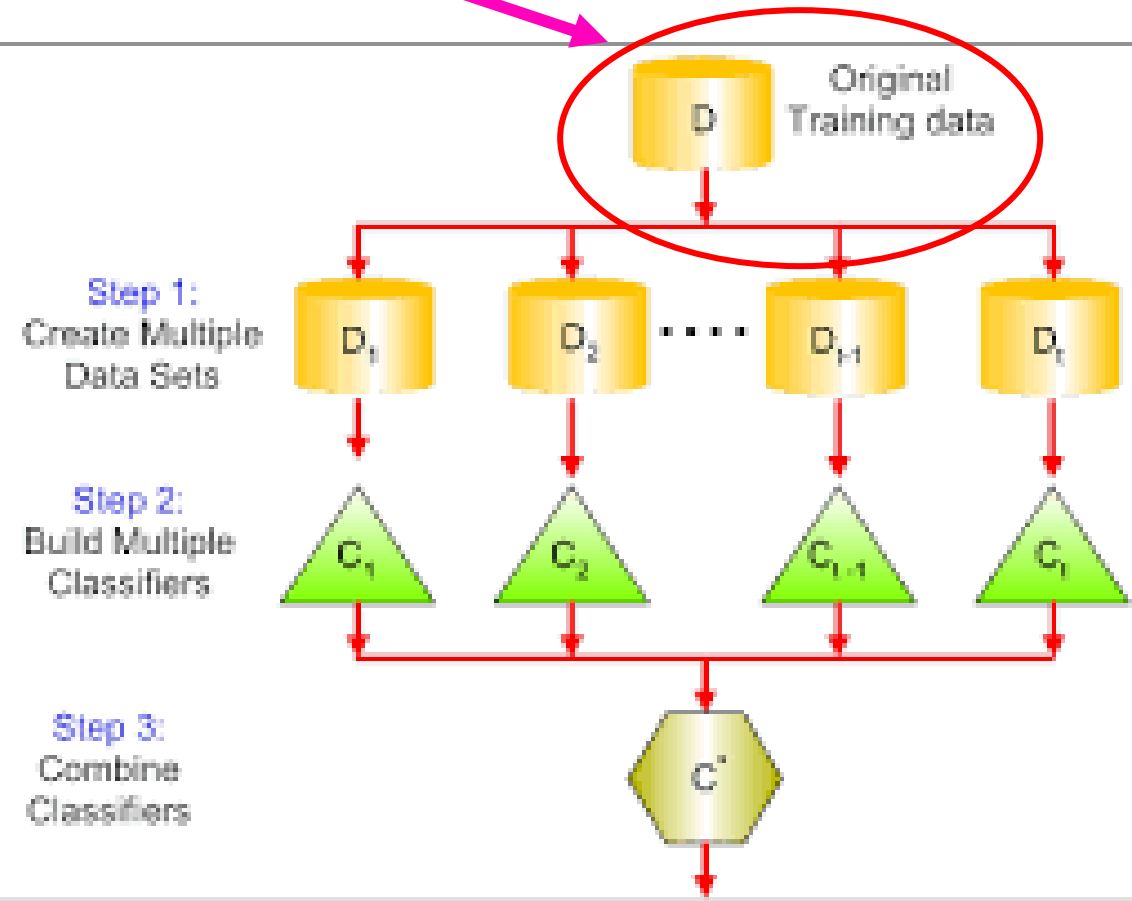 D
Original
Training data
Step 1:
Create Multiple
Data Sets
D₁
D₂
....
Dₜ₋₁
Dₜ
Step 2:
Build Multiple
Classifiers
C₁
C₂
Cₜ₋₁
Cₜ
Step 3:
Combine
Classifiers
C*